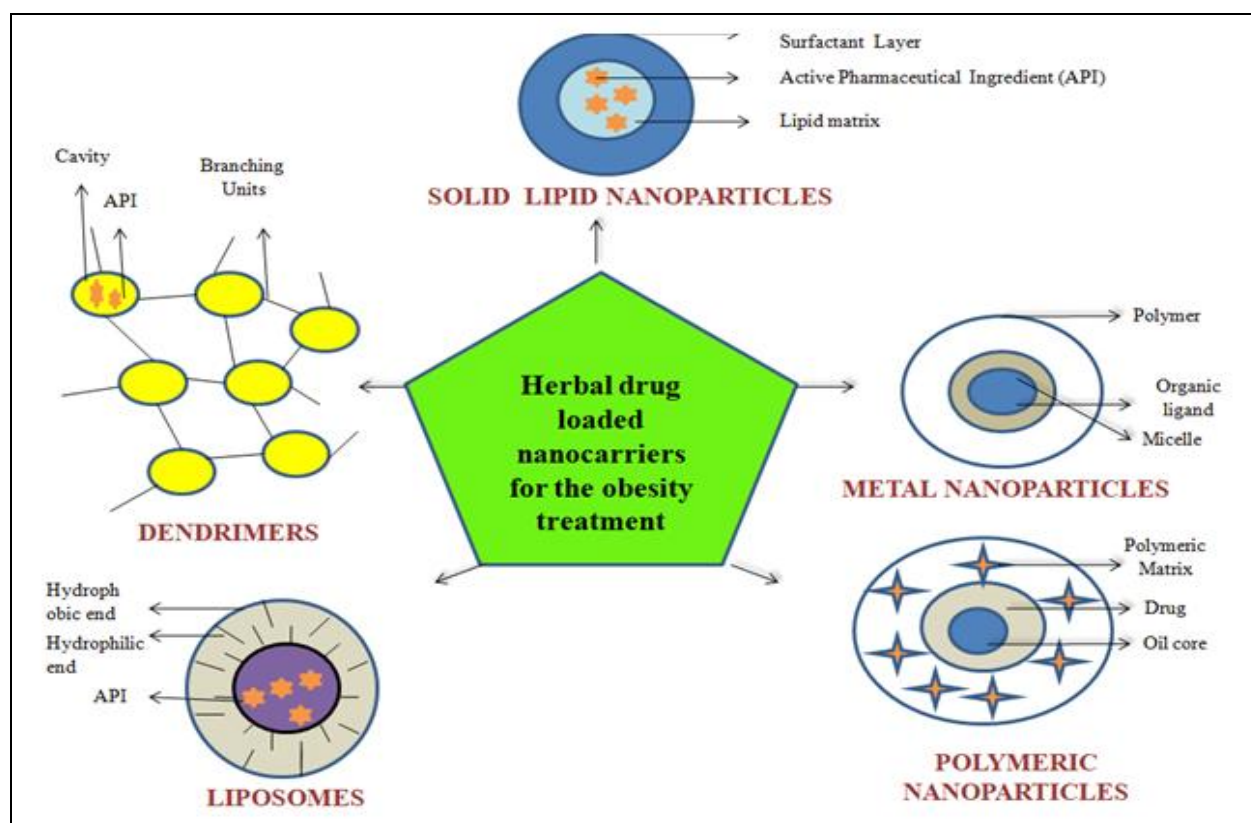 Surfactant Layer
Active Pharmaceutical Ingredient (API)
Lipid matrix
SOLID LIPID NANOPARTICLES
Cavity
API
Branching
Units
DENDRIMERS
Herbal drug
loaded
nanocarriers
for the obesity
treatment
Polymer
Organic
ligand
Micelle
METAL NANOPARTICLES
Hydroph
obic end
Hydrophilic
end
API
LIPOSOMES
Polymeric
Matrix
Drug
Oil core
POLYMERIC
NANOPARTICLES